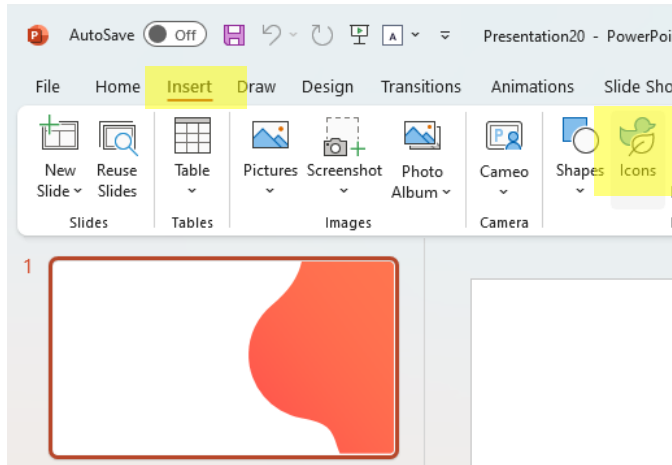 AutoSave Off A Presentation20 - PowerPoi
File Home Insert Draw Design Transitions Animations Slide Sho
New Slide Reuse Slides Table Pictures Screenshot Photo Album Cameo Shapes Icons
Slides Tables Images Camera
1